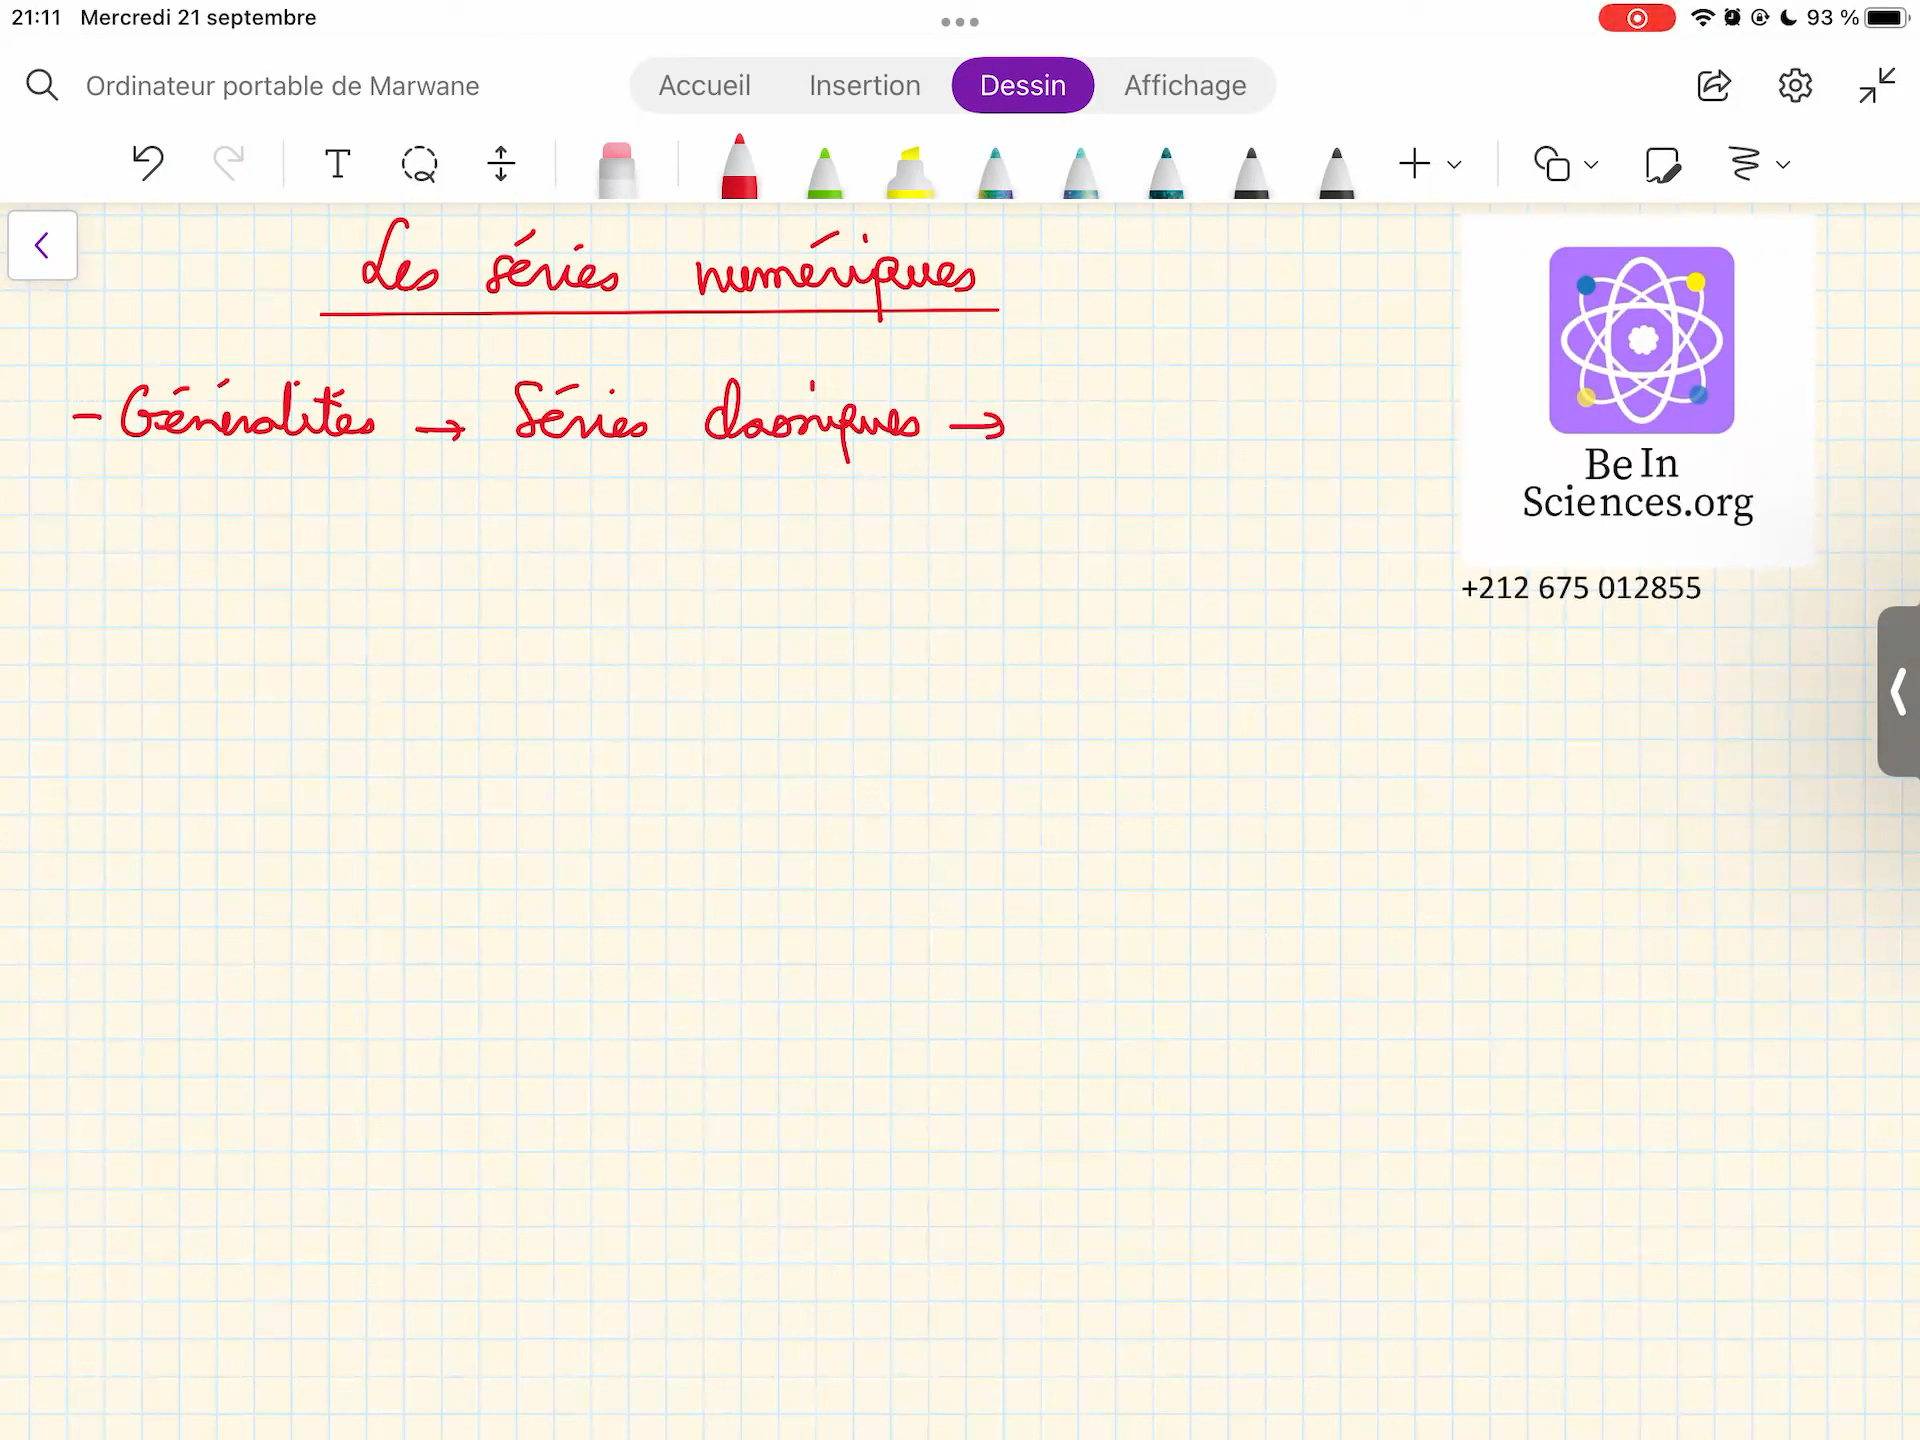 21:11 Mercredi 21 septembre
93 %
Ordinateur portable de Marwane
Accueil Insertion Dessin Affichage
T
Les séries numériques
- Généralités → Séries classiques →
Be In
Sciences.org
+212 675 012855